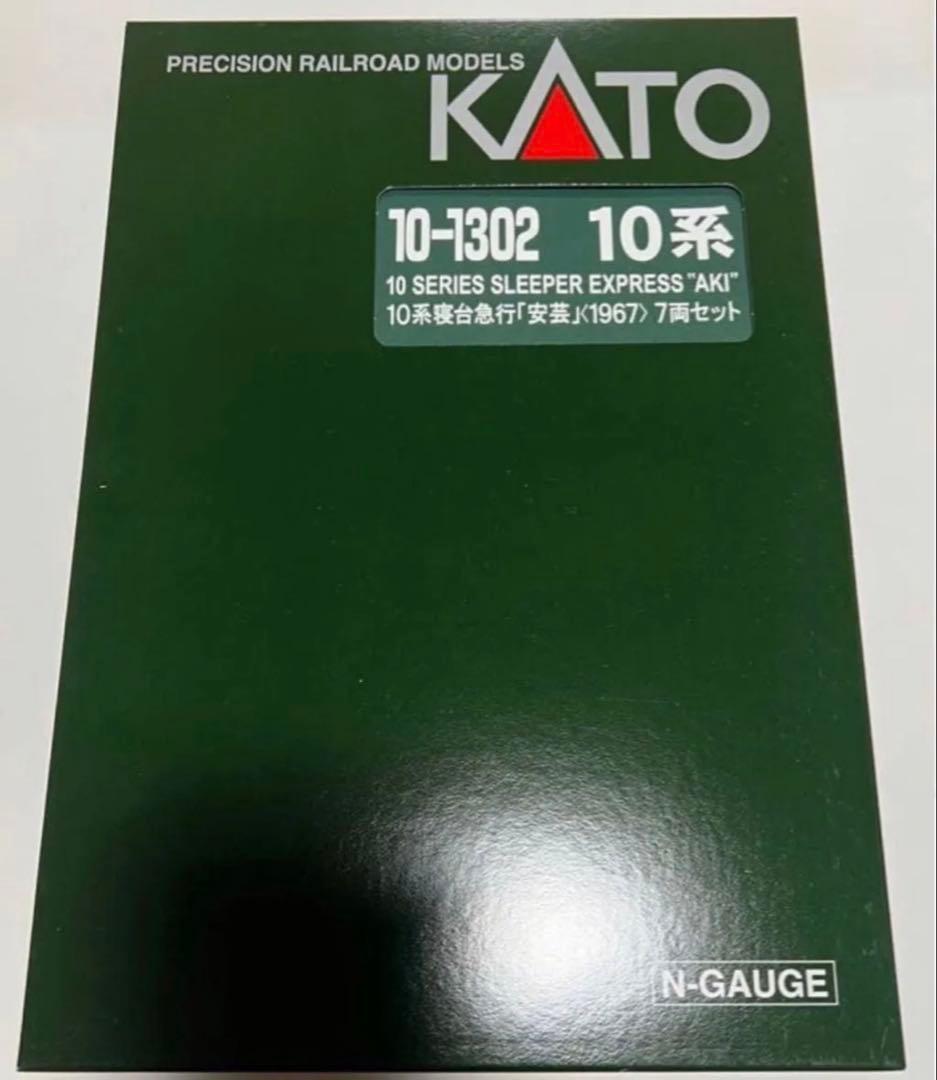 PRECISION RAILROAD MODELS
KATO
10-1302 10系
10 SERIES SLEEPER EXPRESS "AKI"
10系寝台急行「安芸」〈1967〉 7両セット
N-GAUGE